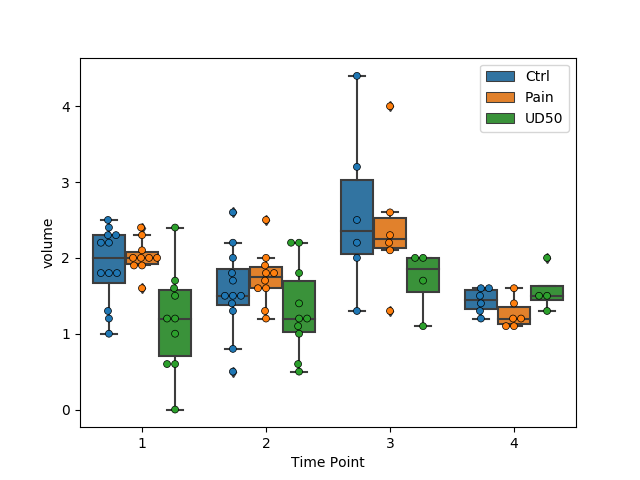 Ctrl
Pain
UD50
4
3
2
1
0
volume
1 2 3 4
Time Point